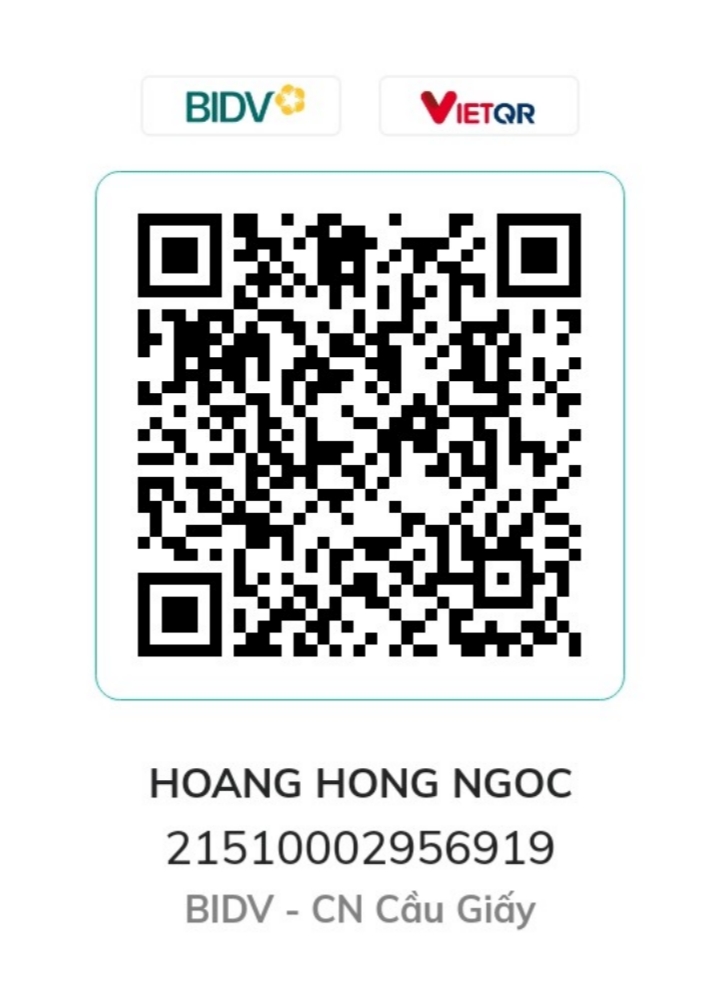 BIDV
VIETQR
HOANG HONG NGOC
21510002956919
BIDV - CN Cầu Giấy